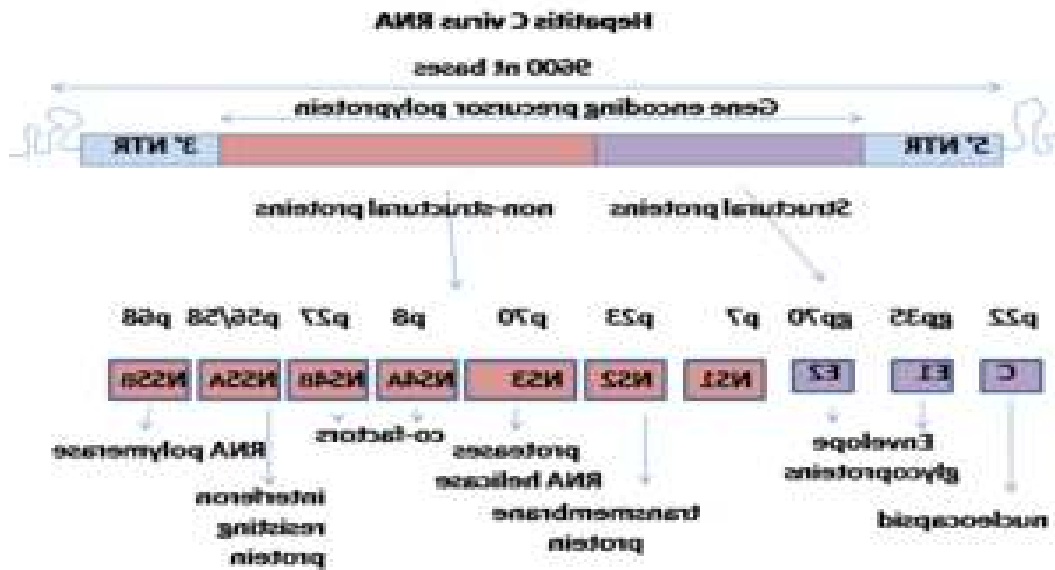 Hepatitis C virus RNA
9600 nt bases
Gene encoding precursor polyprotein
5' NTR 3' NTR
Structural proteins non-structural proteins
p22 gp35 gp70 p7 p23 p70 p8 p27 p56/58 p68
C E1 E2 NS1 NS2 NS3 NS4A NS4B NS5A NS5B
Envelope
glycoproteins
nucleocapsid
transmembrane
protein
proteases
RNA helicase
co-factors
interferon
resisting
protein
RNA polymerase